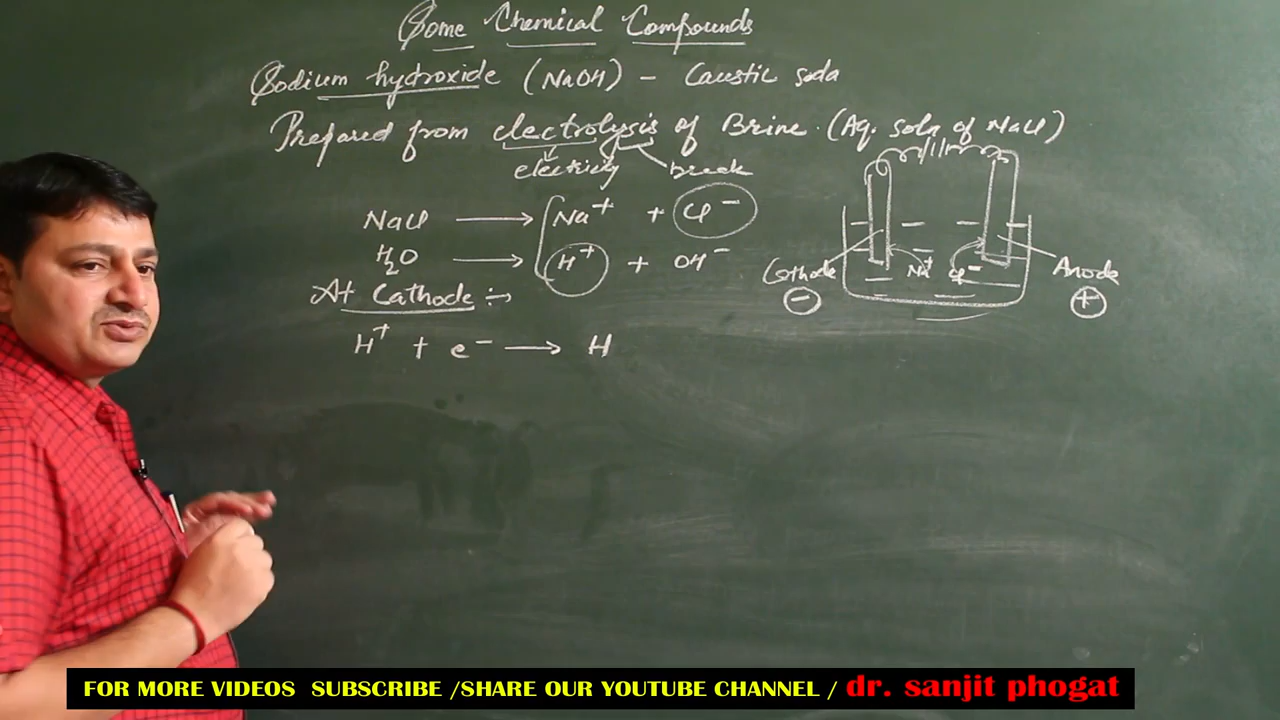 Some Chemical Compounds
Sodium hydroxide (NaOH) - Caustic soda
Prepared from electrolysis of Brine. (Aq. soln of NaCl)
electricity break
NaCl ⟶ Na⁺ + Cl⁻
H₂O ⟶ H⁺ + OH⁻
Cathode Na⁺ Cl⁻ Anode
- +
At Cathode :-
H⁺ + e⁻ ⟶ H
FOR MORE VIDEOS SUBSCRIBE /SHARE OUR YOUTUBE CHANNEL / dr. sanjit phogat